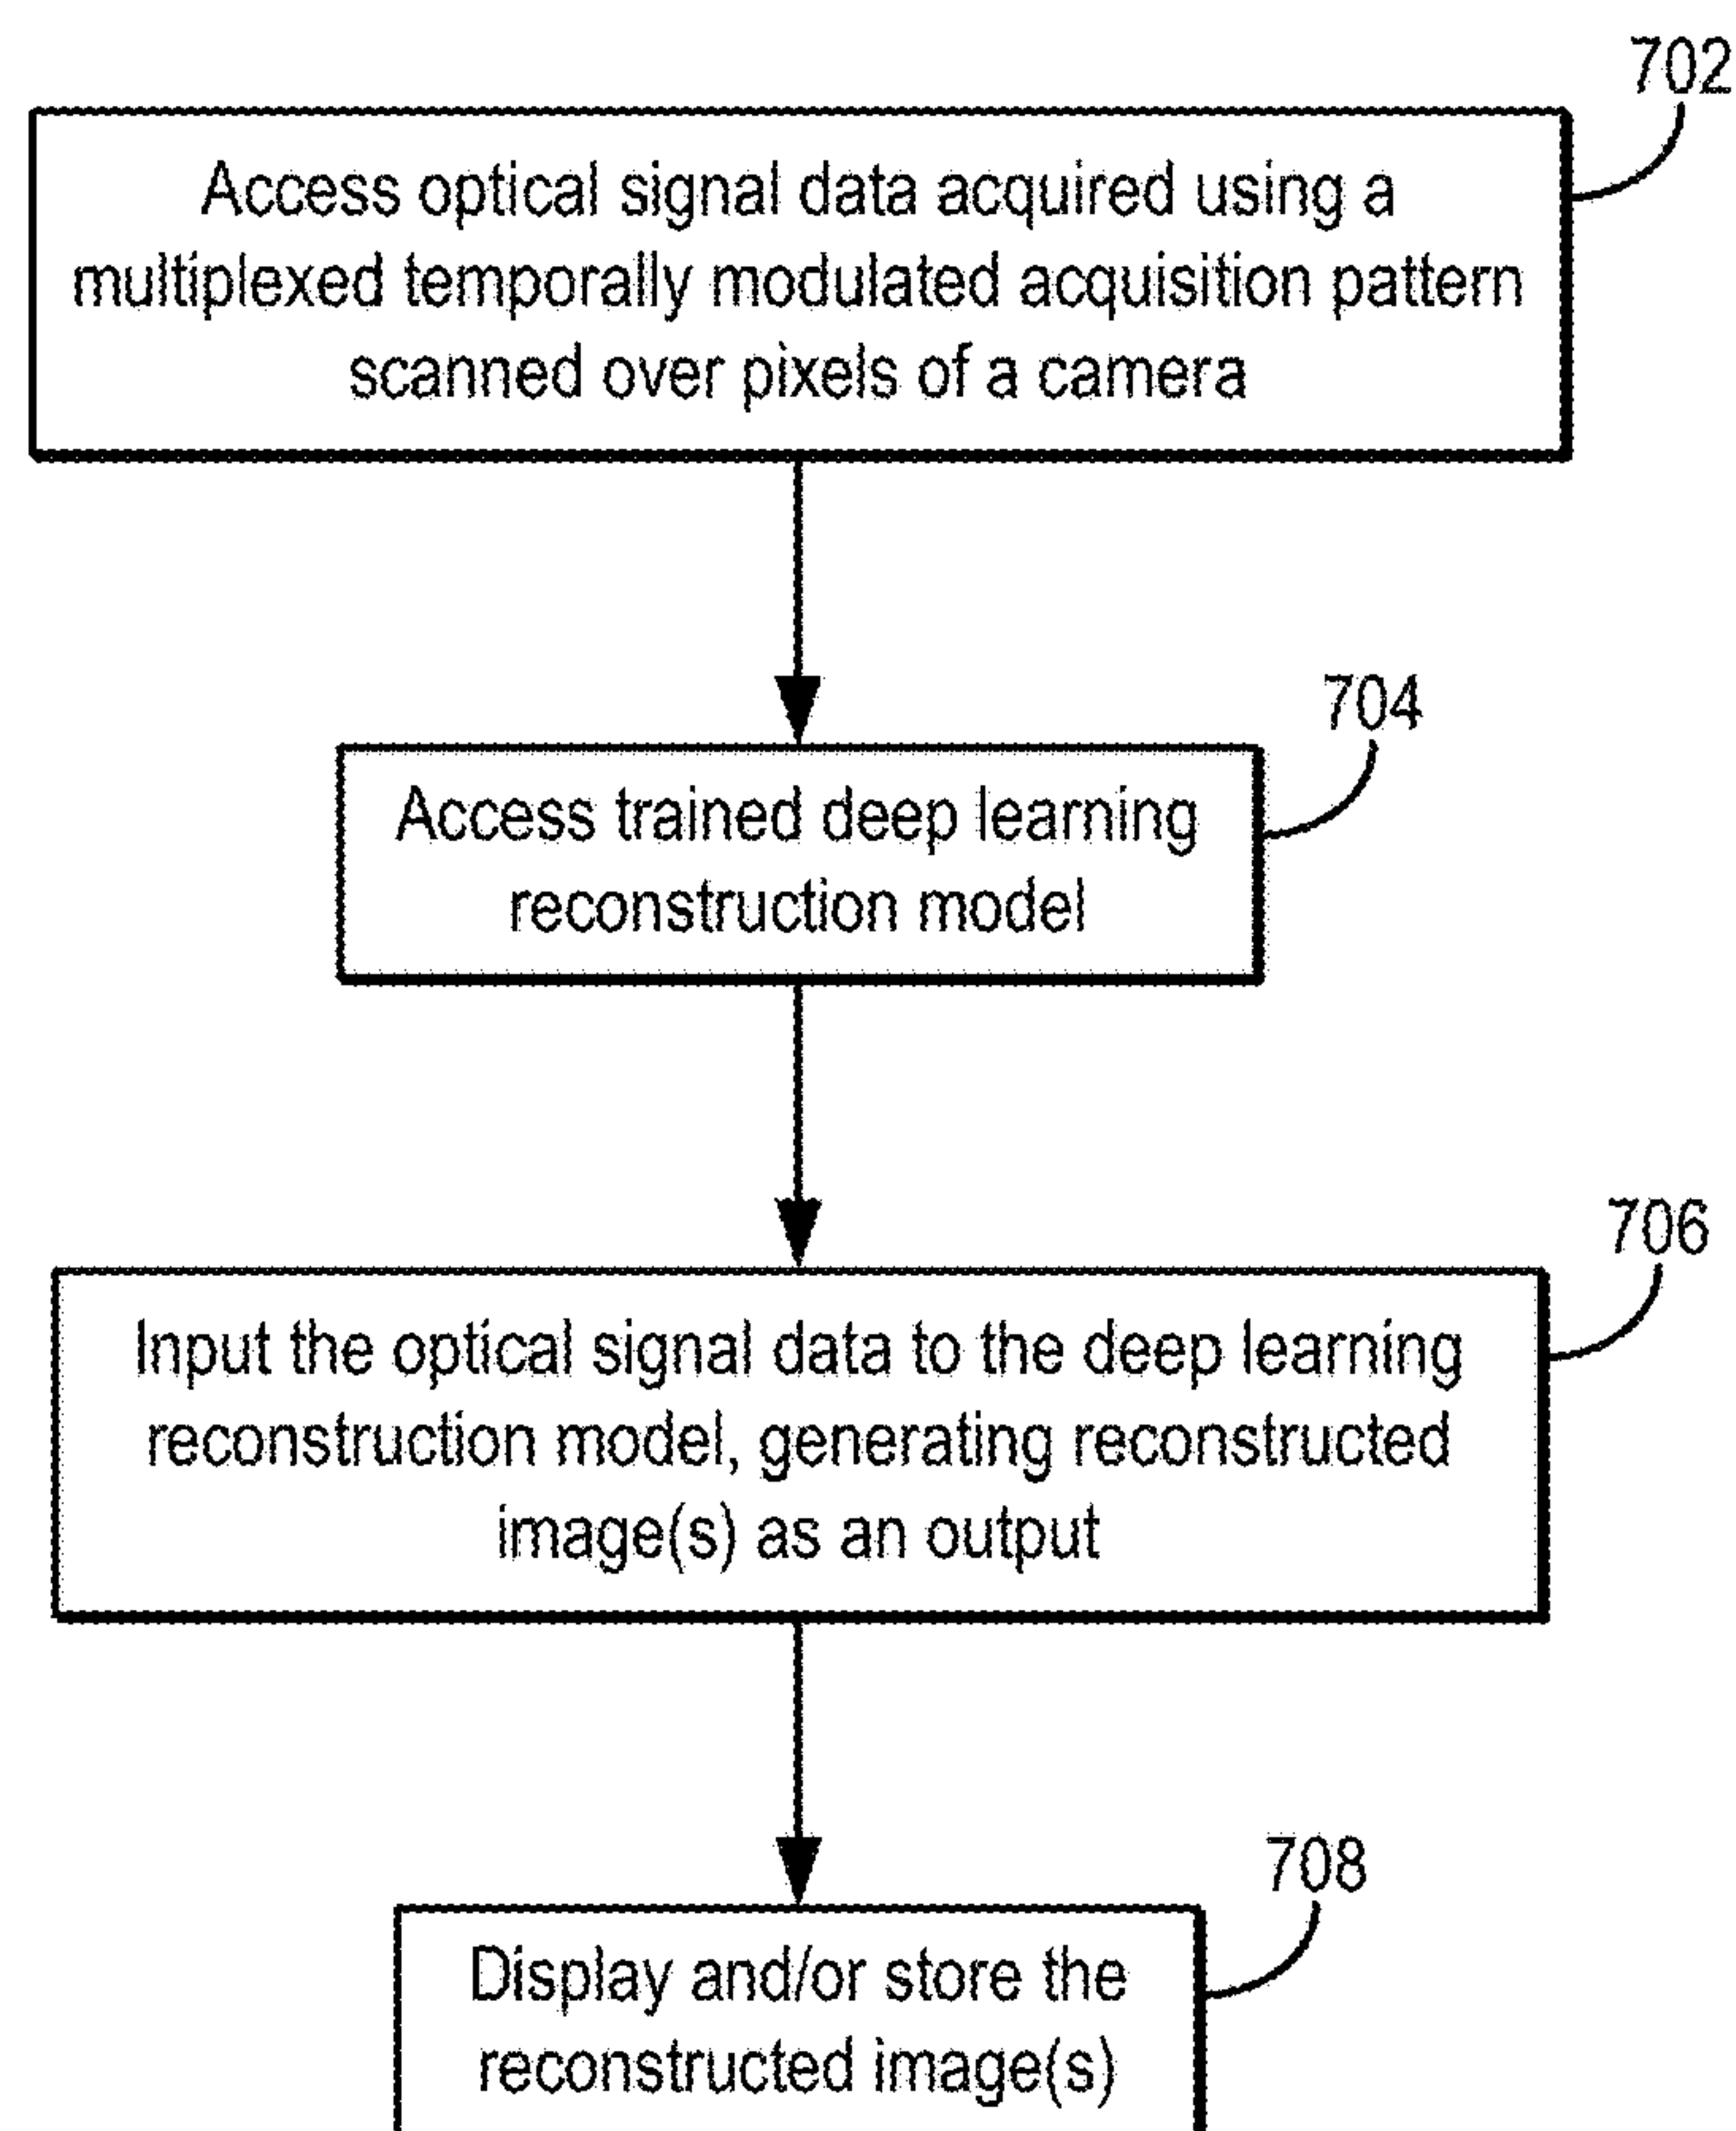 702
Access optical signal data acquired using a
multiplexed temporally modulated acquisition pattern
scanned over pixels of a camera
704
Access trained deep learning
reconstruction model
706
Input the optical signal data to the deep learning
reconstruction model, generating reconstructed
image(s) as an output
708
Display and/or store the
reconstructed image(s)